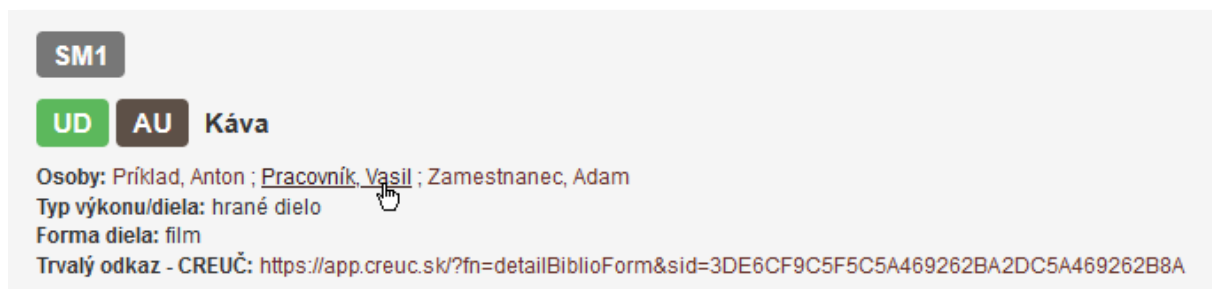 SM1
UD AU Káva
Osoby: Príklad, Anton ; Pracovník, Vasil ; Zamestnanec, Adam
Typ výkonu/diela: hrané dielo
Forma diela: film
Trvalý odkaz - CREUČ: https://app.creuc.sk/?fn=detailBiblioForm&sid=3DE6CF9C5F5C5A469262BA2DC5A469262B8A